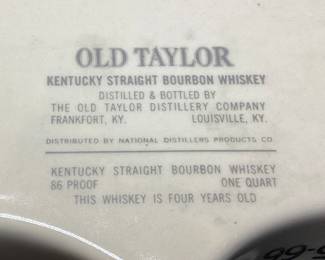 OLD TAYLOR
KENTUCKY STRAIGHT BOURBON WHISKEY
DISTILLED & BOTTLED BY
THE OLD TAYLOR DISTILLERY COMPANY
FRANKFORT, KY. LOUISVILLE, KY.
DISTRIBUTED BY NATIONAL DISTILLERS PRODUCTS CO.
KENTUCKY STRAIGHT BOURBON WHISKEY
86 PROOF ONE QUART
THIS WHISKEY IS FOUR YEARS OLD